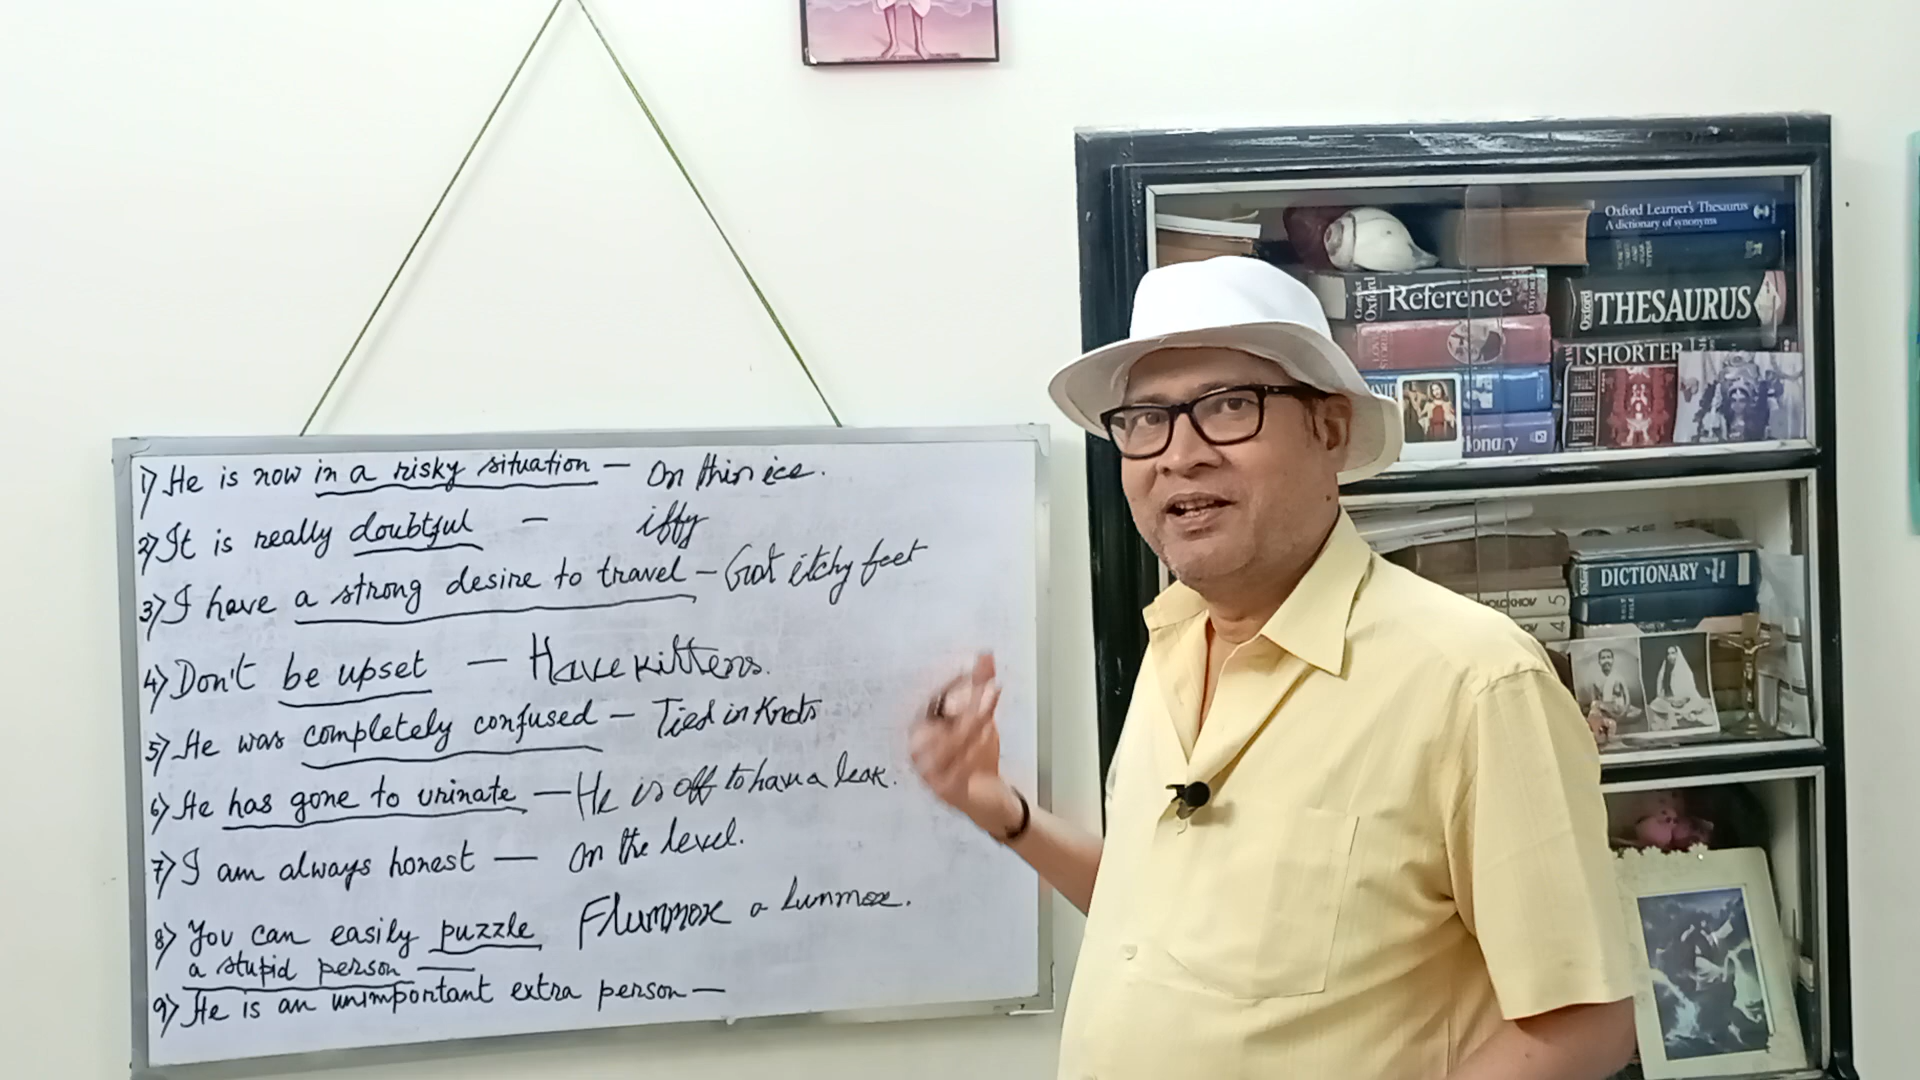 1) He is now in a risky situation — On thin ice.
2) It is really doubtful — iffy
3) I have a strong desire to travel — Got itchy feet
4) Don't be upset — Have kittens.
5) He was completely confused — Tied in Knots
6) He has gone to urinate — He is off to have a leak.
7) I am always honest — On the level.
8) You can easily puzzle Flummox a lummox.
a stupid person —
9) He is an unimportant extra person —
Oxford Learner's Thesaurus
A dictionary of synonyms
Oxford Reference
Oxford THESAURUS
SHORTER
DICTIONARY
5
4